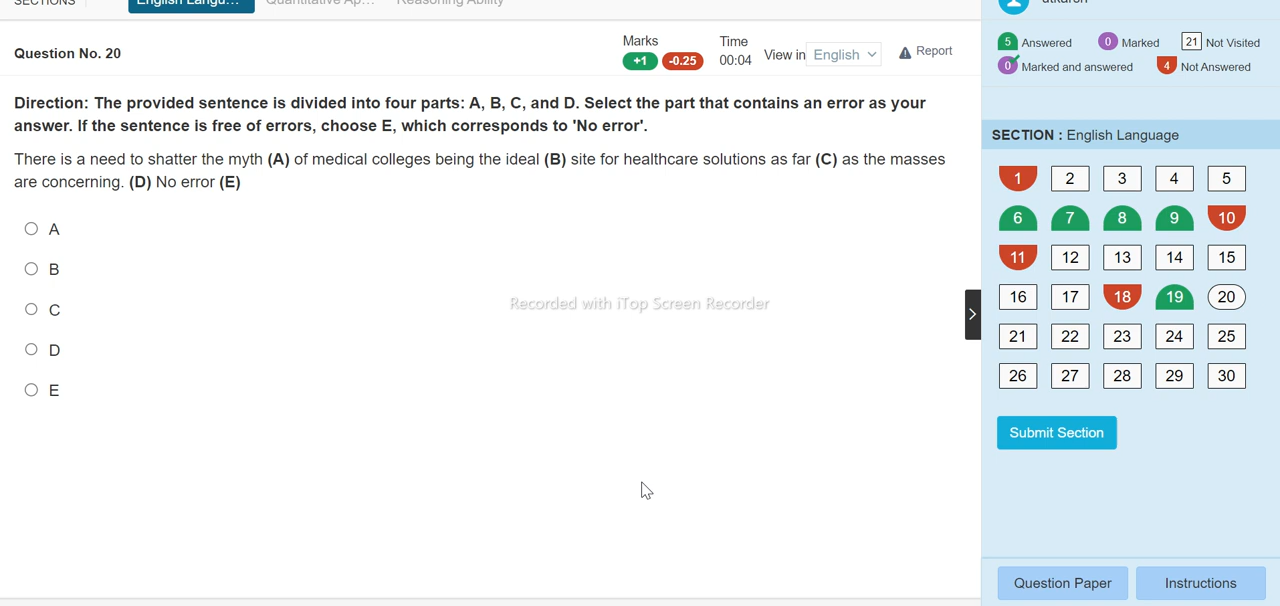 SECTIONS English Langu... Quantitative Ap... Reasoning Ability
utkarsh
Question No. 20
Marks
+1 -0.25
Time
00:04
View in English
Report
5 Answered 0 Marked 21 Not Visited
0 Marked and answered 4 Not Answered
Direction: The provided sentence is divided into four parts: A, B, C, and D. Select the part that contains an error as your
answer. If the sentence is free of errors, choose E, which corresponds to 'No error'.
There is a need to shatter the myth (A) of medical colleges being the ideal (B) site for healthcare solutions as far (C) as the masses
are concerning. (D) No error (E)
A
B
C
D
E
Recorded with iTop Screen Recorder
SECTION : English Language
1 2 3 4 5
6 7 8 9 10
11 12 13 14 15
16 17 18 19 20
21 22 23 24 25
26 27 28 29 30
Submit Section
Question Paper Instructions